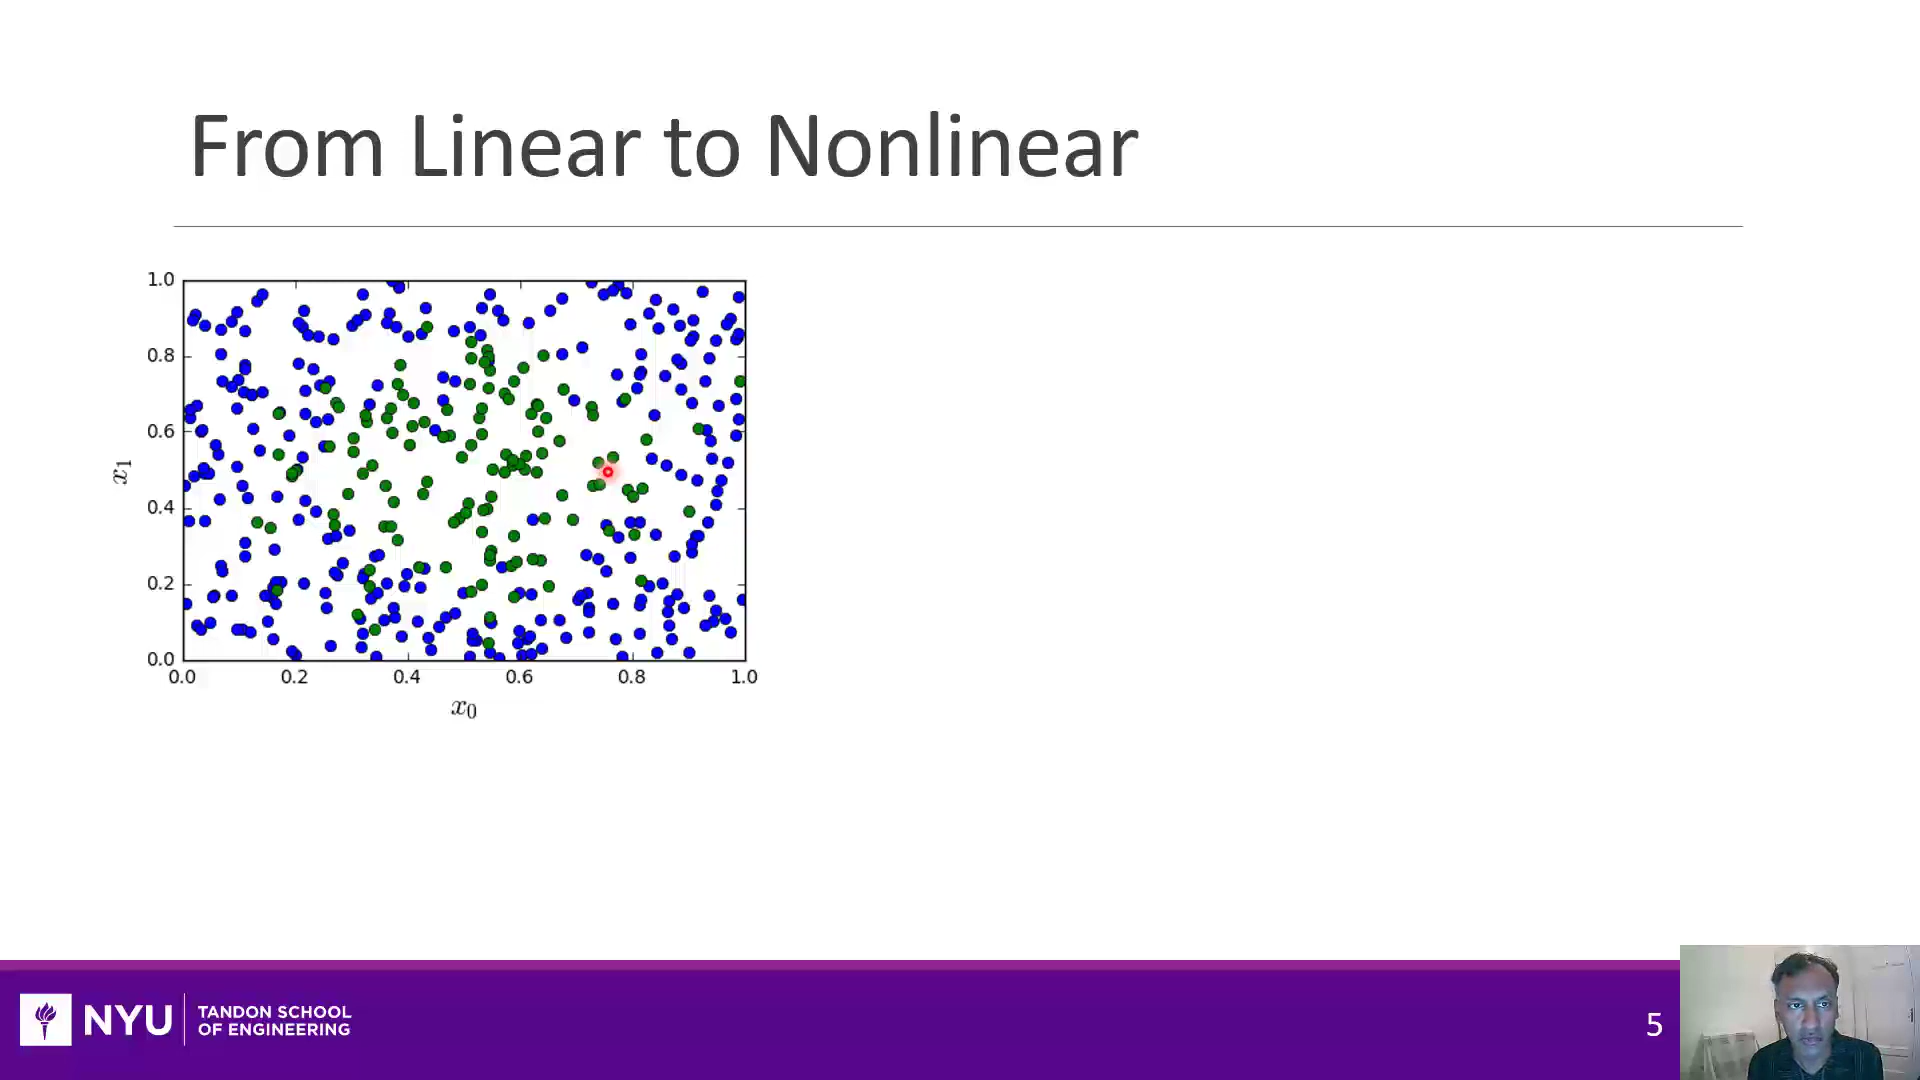 From Linear to Nonlinear
1.0
0.8
0.6
0.4
0.2
0.0
x1
0.0 0.2 0.4 0.6 0.8 1.0
x0
NYU
TANDON SCHOOL
OF ENGINEERING
5